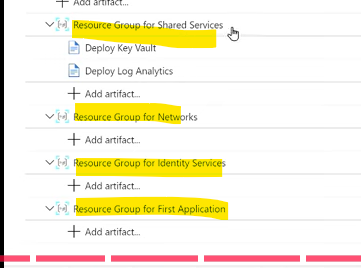 Add artifact...
Resource Group for Shared Services
Deploy Key Vault
Deploy Log Analytics
Add artifact...
Resource Group for Networks
Add artifact...
Resource Group for Identity Services
Add artifact...
Resource Group for First Application
Add artifact...